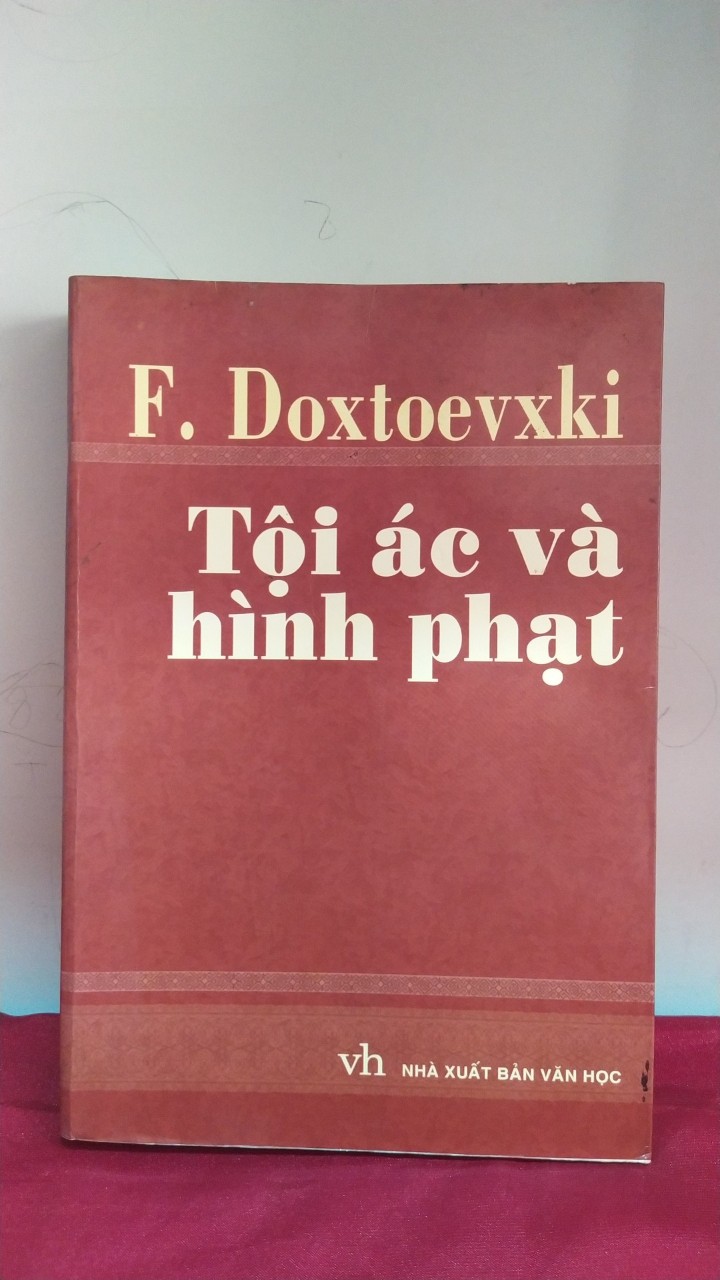 F. Doxtoevxki
Tội ác và
hình phạt
vh NHÀ XUẤT BẢN VĂN HỌC